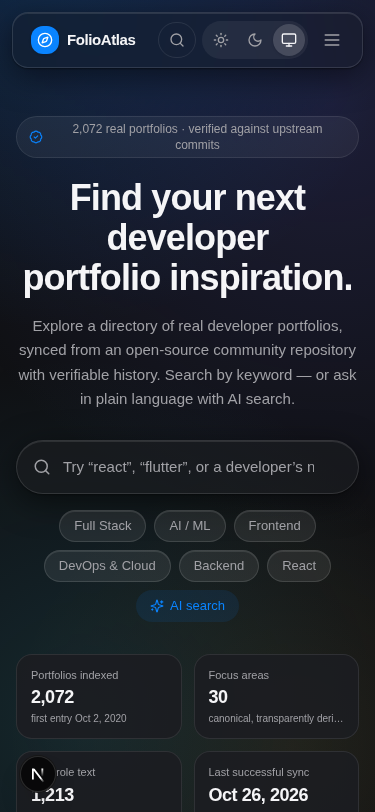 FolioAtlas
2,072 real portfolios · verified against upstream
commits
Find your next
developer
portfolio inspiration.
Explore a directory of real developer portfolios,
synced from an open-source community repository
with verifiable history. Search by keyword — or ask
in plain language with AI search.
Try “react”, “flutter”, or a developer’s n
Full Stack
AI / ML
Frontend
DevOps & Cloud
Backend
React
AI search
Portfolios indexed
2,072
first entry Oct 2, 2020
Focus areas
30
canonical, transparently deri…
role text
1,213
Last successful sync
Oct 26, 2026